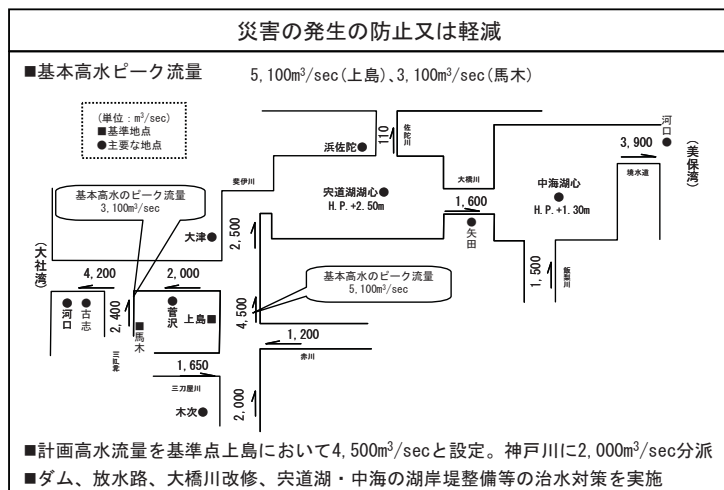 災害の発生の防止又は軽減
■基本高水ピーク流量 5,100m³/sec(上島)、3,100m³/sec(馬木)
(単位:m³/sec)
■基準地点
●主要な地点
浜佐陀●
110
佐陀川
河口●
3,900
美保湾
境水道
基本高水のピーク流量
3,100m³/sec
斐伊川
宍道湖湖心●
H.P.+2.50m
大橋川
1,600
●矢田
中海湖心
●
H.P.+1.30m
大津●
2,500
1,500
飯梨川
(大社湾)
4,200
2,000
基本高水のピーク流量
5,100m³/sec
●河口
●古志
2,400
■馬木
●菅沢
上島■
4,500
1,200
赤川
神戸川
1,650
三刀屋川
木次●
2,000
■計画高水流量を基準点上島において4,500m³/secと設定。神戸川に2,000m³/sec分派
■ダム、放水路、大橋川改修、宍道湖・中海の湖岸堤整備等の治水対策を実施